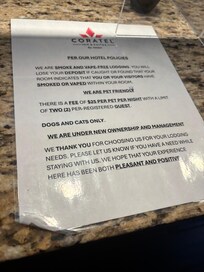 CORATEL
PER OUR HOTEL POLICIES
WE ARE SMOKE AND VAPE-FREE LODGING. YOU WILL
LOSE YOUR DEPOSIT IF CAUGHT OR FOUND THAT YOUR
ROOM INDICATES THAT YOU OR YOUR VISITORS HAVE
SMOKED OR VAPED WITHIN YOUR ROOM.
WE ARE PET FRIENDLY
THERE IS A FEE OF $25 PER PET PER NIGHT WITH A LIMIT
OF TWO (2) PER-REGISTERED GUEST.
DOGS AND CATS ONLY.
WE ARE UNDER NEW OWNERSHIP AND MANAGEMENT
WE THANK YOU FOR CHOOSING US FOR YOUR LODGING
NEEDS. PLEASE LET US KNOW IF YOU HAVE A NEED WHILE
STAYING WITH US. WE HOPE THAT YOUR EXPERIENCE
HERE HAS BEEN BOTH PLEASANT AND POSITIVE